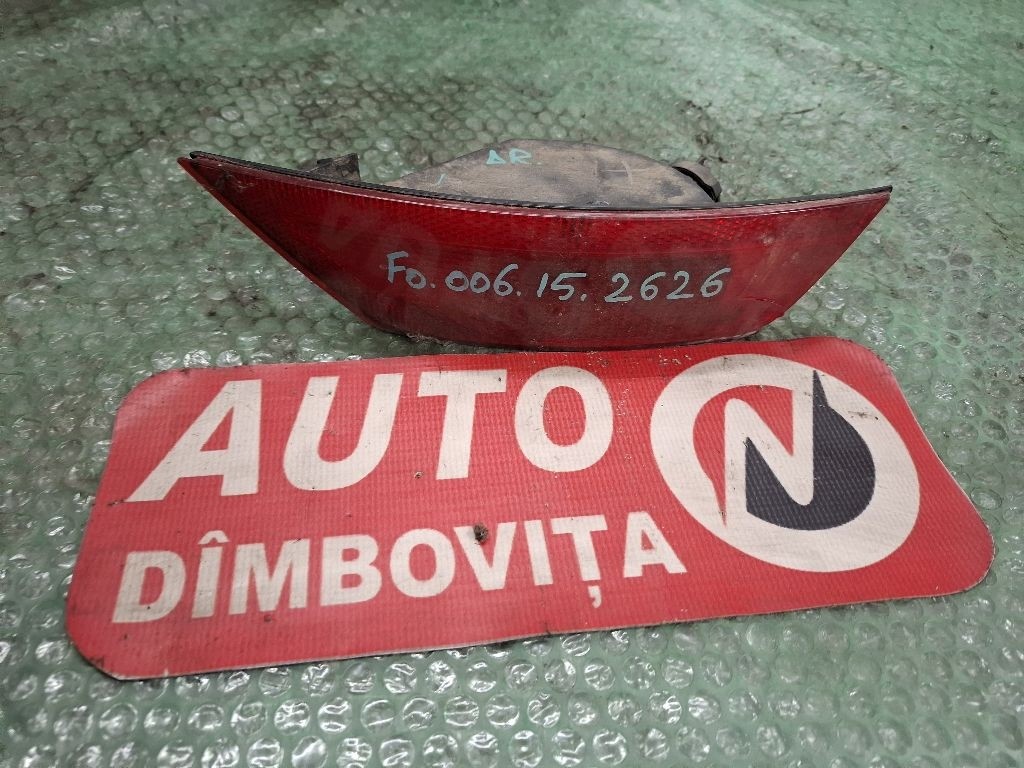 AR
FO.006.15.2626
AUTO N
DÎMBOVIȚA